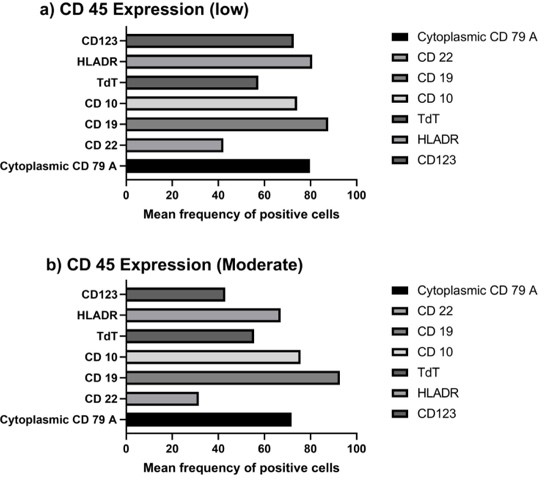 a) CD 45 Expression (low)
CD123
HLADR
TdT
CD 10
CD 19
CD 22
Cytoplasmic CD 79 A
0 20 40 60 80 100
Mean frequency of positive cells
Cytoplasmic CD 79 A
CD 22
CD 19
CD 10
TdT
HLADR
CD123
b) CD 45 Expression (Moderate)
CD123
HLADR
TdT
CD 10
CD 19
CD 22
Cytoplasmic CD 79 A
0 20 40 60 80 100
Mean frequency of positive cells
Cytoplasmic CD 79 A
CD 22
CD 19
CD 10
TdT
HLADR
CD123